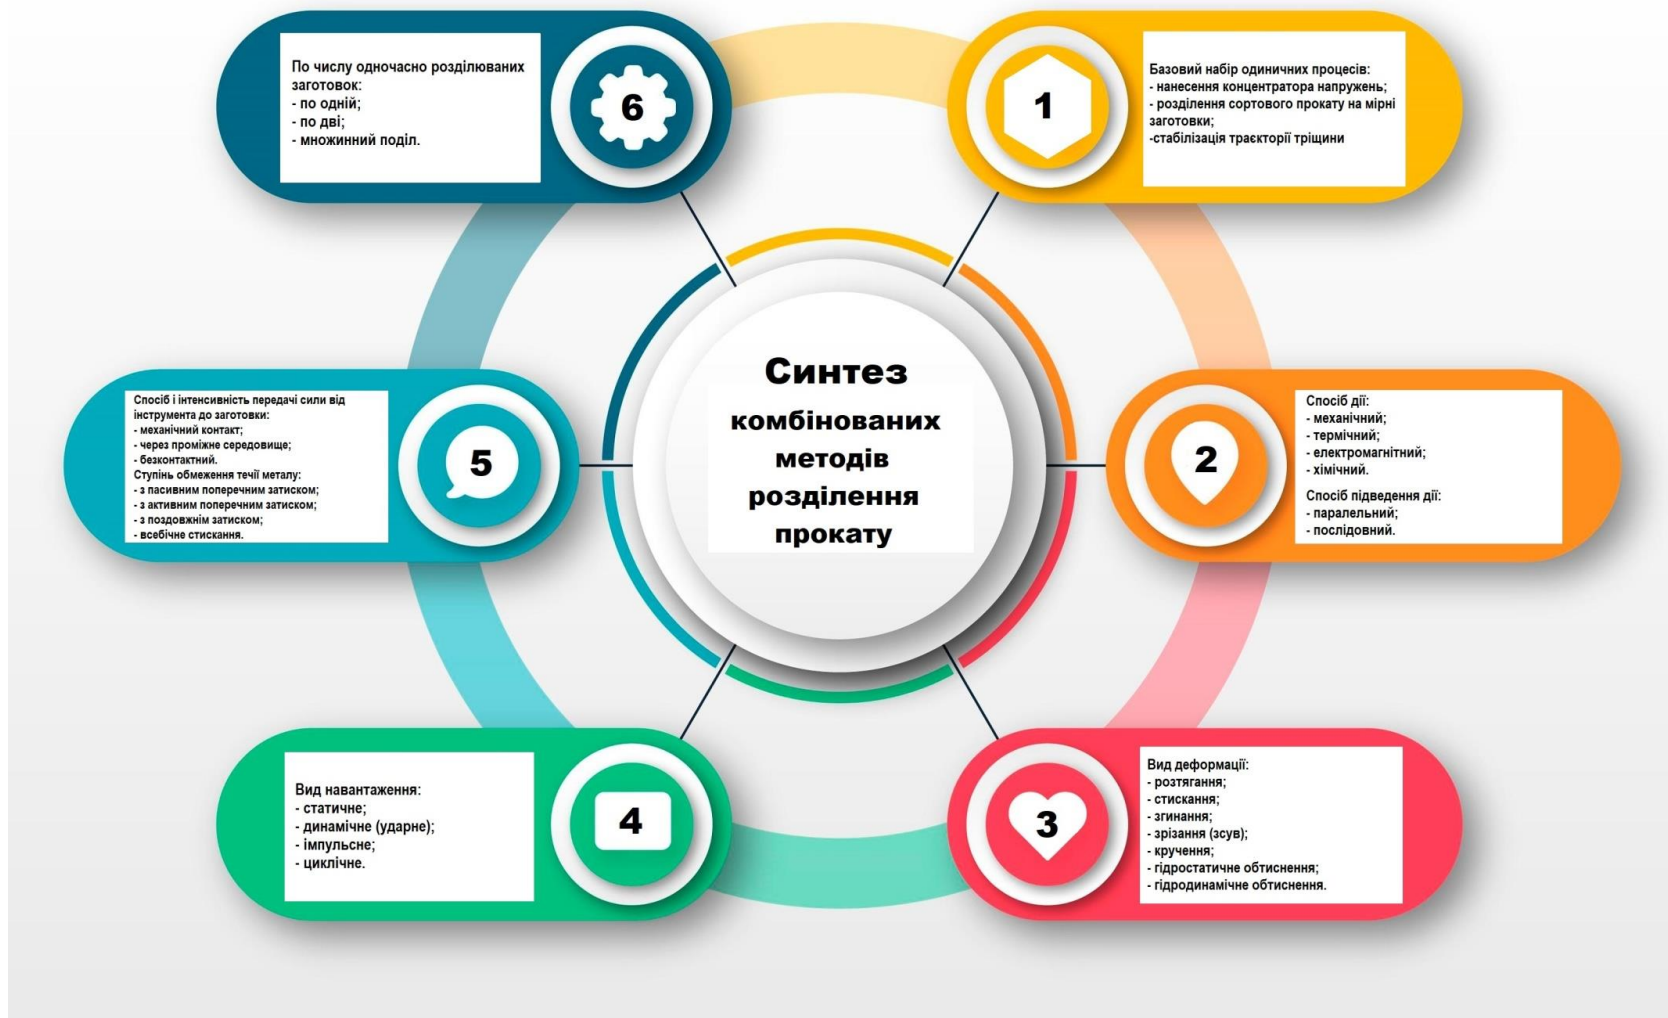 Синтез
комбінованих
методів
розділення
прокату
1
Базовий набір одиничних процесів:
- нанесення концентратора напружень;
- розділення сортового прокату на мірні
заготовки;
-стабілізація траєкторії тріщини
2
Спосіб дії:
- механічний;
- термічний;
- електромагнітний;
- хімічний.
Спосіб підведення дії:
- паралельний;
- послідовний.
3
Вид деформації:
- розтягання;
- стискання;
- згинання;
- зрізання (зсув);
- кручення;
- гідростатичне обтиснення;
- гідродинамічне обтиснення.
4
Вид навантаження:
- статичне;
- динамічне (ударне);
- імпульсне;
- циклічне.
5
Спосіб і інтенсивність передачі сили від
інструмента до заготовки:
- механічний контакт;
- через проміжне середовище;
- безконтактний.
Ступінь обмеження течії металу:
- з пасивним поперечним затиском;
- з активним поперечним затиском;
- з поздовжнім затиском;
- всебічне стискання.
6
По числу одночасно розділюваних
заготовок:
- по одній;
- по дві;
- множинний поділ.